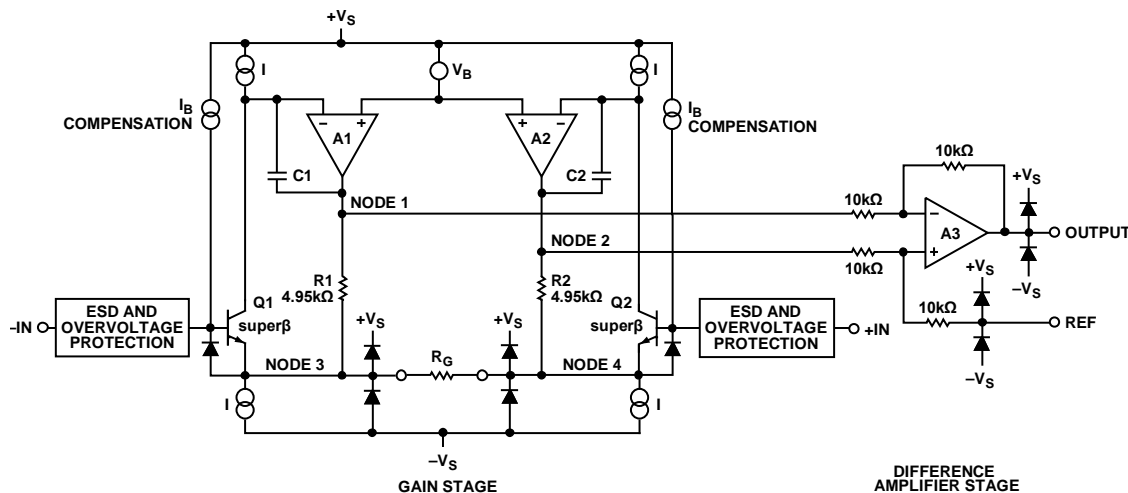 +VS
I
VB
I
IB
COMPENSATION
IB
COMPENSATION
− +
A1
+ −
A2
C1
C2
NODE 1
10kΩ
10kΩ
+VS
−
A3
+
OUTPUT
NODE 2
10kΩ
−VS
R1
4.95kΩ
R2
4.95kΩ
Q1
superβ
Q2
superβ
ESD AND
OVERVOLTAGE
PROTECTION
−IN
ESD AND
OVERVOLTAGE
PROTECTION
+IN
+VS
+VS
NODE 3
RG
NODE 4
+VS
10kΩ
REF
−VS
I
I
−VS
GAIN STAGE
DIFFERENCE
AMPLIFIER STAGE